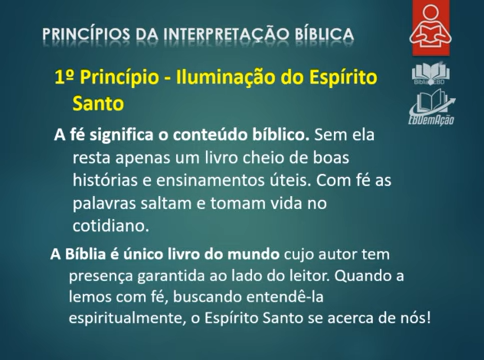 PRINCÍPIOS DA INTERPRETAÇÃO BÍBLICA
1º Princípio - Iluminação do Espírito
Santo
A fé significa o conteúdo bíblico. Sem ela
resta apenas um livro cheio de boas
histórias e ensinamentos úteis. Com fé as
palavras saltam e tomam vida no
cotidiano.
A Bíblia é único livro do mundo cujo autor tem
presença garantida ao lado do leitor. Quando a
lemos com fé, buscando entendê-la
espiritualmente, o Espírito Santo se acerca de nós!
EBDemAção